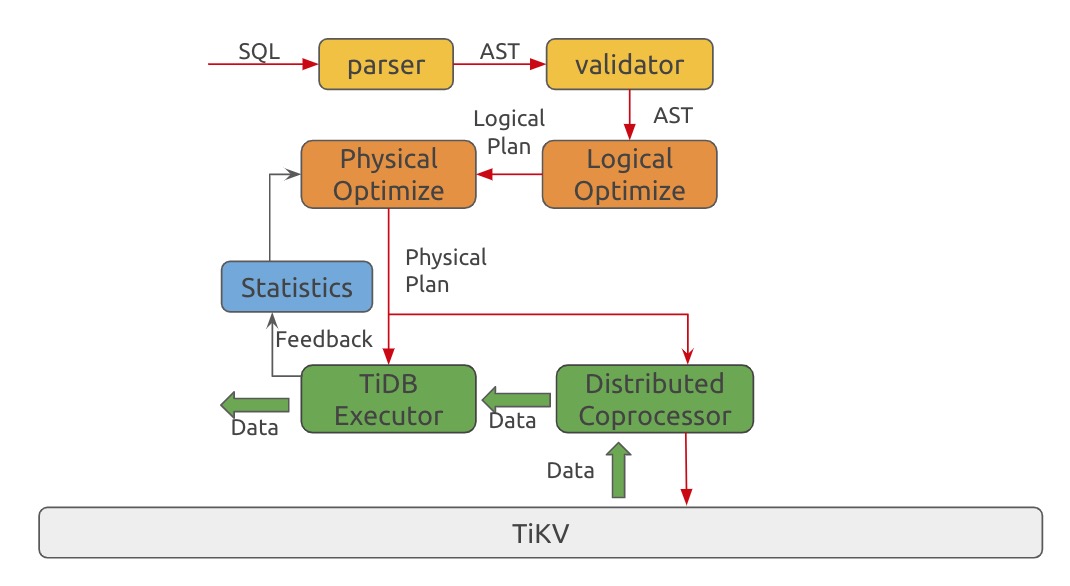 SQL
parser
AST
validator
AST
Logical
Plan
Physical
Optimize
Logical
Optimize
Physical
Plan
Statistics
Feedback
TiDB
Executor
Distributed
Coprocessor
Data
Data
Data
TiKV